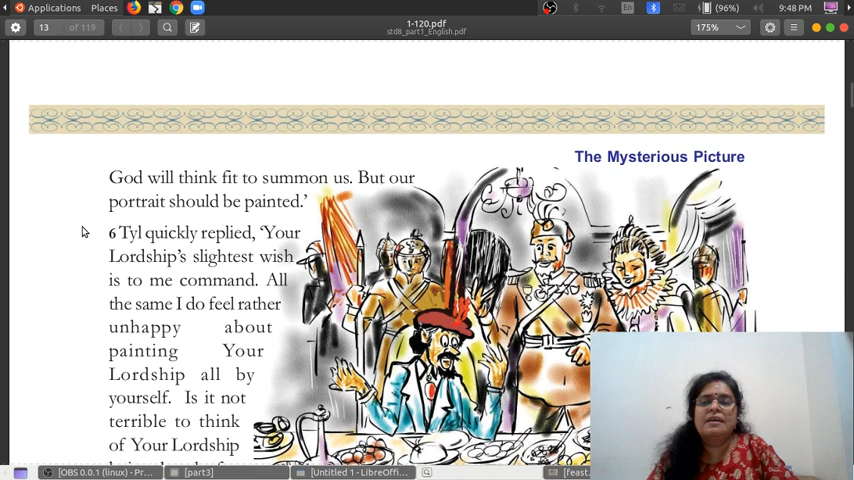 Applications Places En (96%) 9:48 PM
13 of 119 1-120.pdf 175%
std8_part1_English.pdf
The Mysterious Picture
God will think fit to summon us. But our
portrait should be painted.’
6 Tyl quickly replied, ‘Your
Lordship’s slightest wish
is to me command. All
the same I do feel rather
unhappy about
painting Your
Lordship all by
yourself. Is it not
terrible to think
of Your Lordship
[OBS 0.0.1 (linux) - Pr... [part3] [Untitled 1 - LibreOffi... [feast.